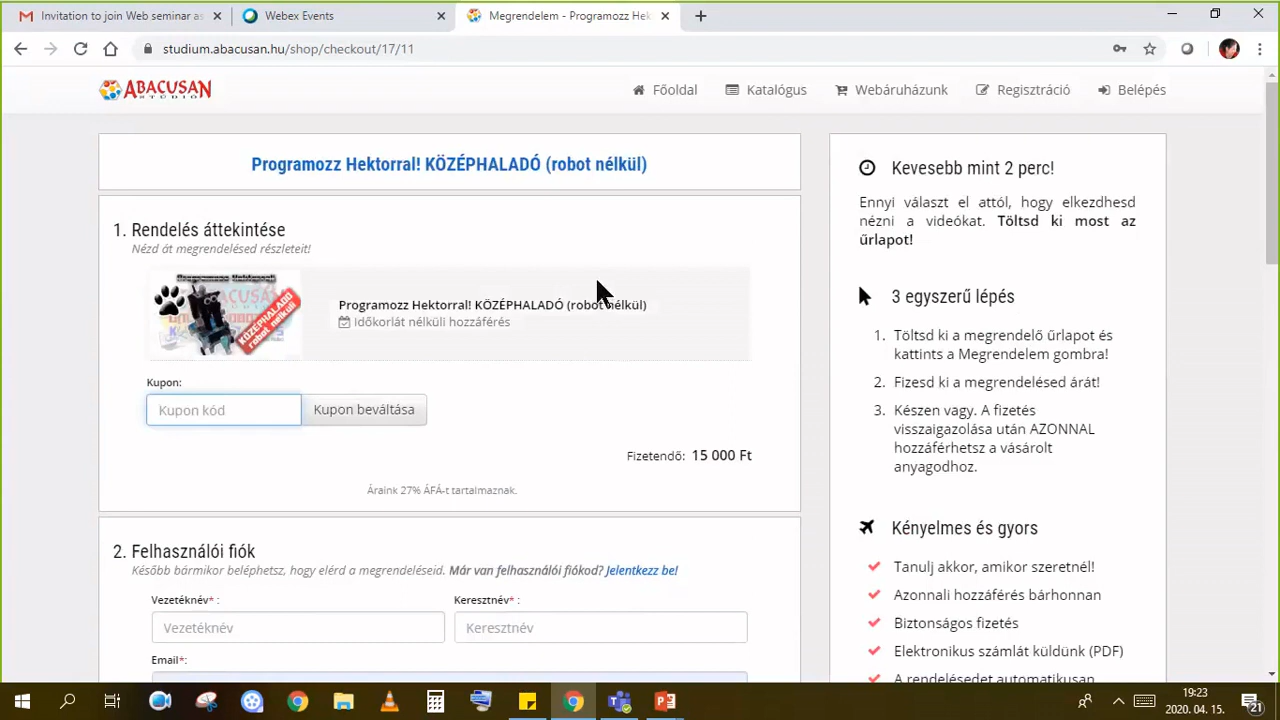 Invitation to join Web seminar as
Webex Events
Megrendelem - Programozz Hek
studium.abacusan.hu/shop/checkout/17/11
ABACUSAN
STUDIO
Főoldal
Katalógus
Webáruházunk
Regisztráció
Belépés
Programozz Hektorral! KÖZÉPHALADÓ (robot nélkül)
1. Rendelés áttekintése
Nézd át megrendelésed részleteit!
KÖZÉPHALADÓ
robot nélkül
Programozz Hektorral! KÖZÉPHALADÓ (robot nélkül)
Időkorlát nélküli hozzáférés
Kupon:
Kupon kód
Kupon beváltása
Fizetendő: 15 000 Ft
Áraink 27% ÁFÁ-t tartalmaznak.
2. Felhasználói fiók
Később bármikor beléphetsz, hogy elérd a megrendeléseid. Már van felhasználói fiókod? Jelentkezz be!
Vezetéknév* :
Keresztnév* :
Vezetéknév
Keresztnév
Email*:
Kevesebb mint 2 perc!
Ennyi választ el attól, hogy elkezdhesd
nézni a videókat. Töltsd ki most az
űrlapot!
3 egyszerű lépés
1. Töltsd ki a megrendelő űrlapot és
kattints a Megrendelem gombra!
2. Fizesd ki a megrendelésed árát!
3. Készen vagy. A fizetés
visszaigazolása után AZONNAL
hozzáférhetsz a vásárolt
anyagodhoz.
Kényelmes és gyors
Tanulj akkor, amikor szeretnél!
Azonnali hozzáférés bárhonnan
Biztonságos fizetés
Elektronikus számlát küldünk (PDF)
A rendelésedet automatikusan
19:23
2020. 04. 15.
21